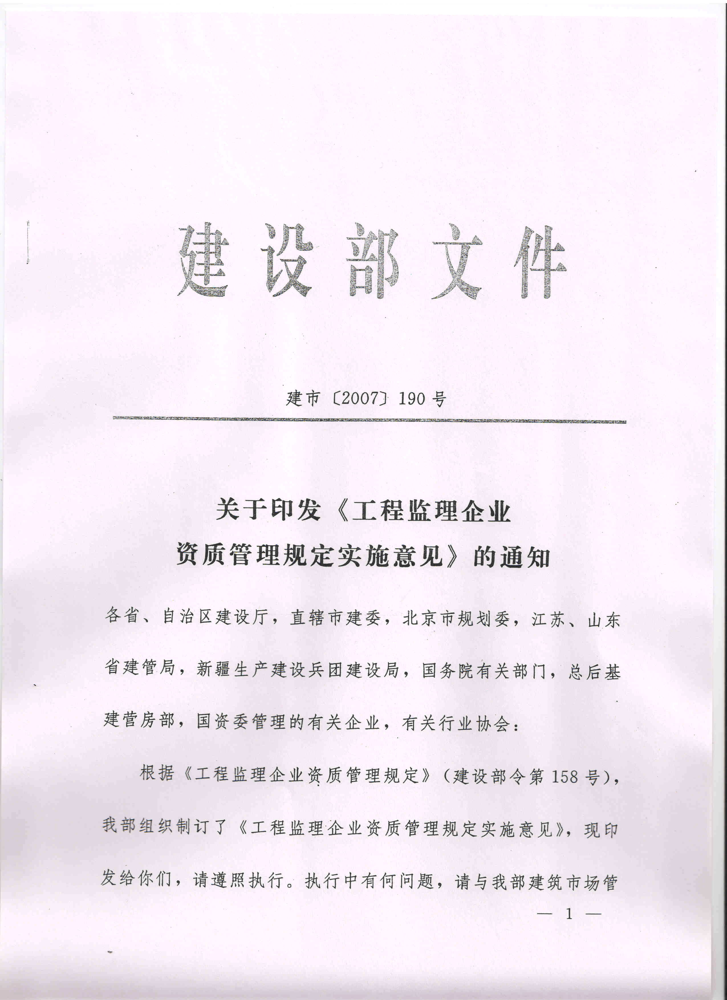 建设部文件
建市〔2007〕190号
关于印发《工程监理企业
资质管理规定实施意见》的通知
各省、自治区建设厅，直辖市建委，北京市规划委，江苏、山东
省建管局，新疆生产建设兵团建设局，国务院有关部门，总后基
建营房部，国资委管理的有关企业，有关行业协会：
根据《工程监理企业资质管理规定》（建设部令第158号），
我部组织制订了《工程监理企业资质管理规定实施意见》，现印
发给你们，请遵照执行。执行中有何问题，请与我部建筑市场管
— 1 —